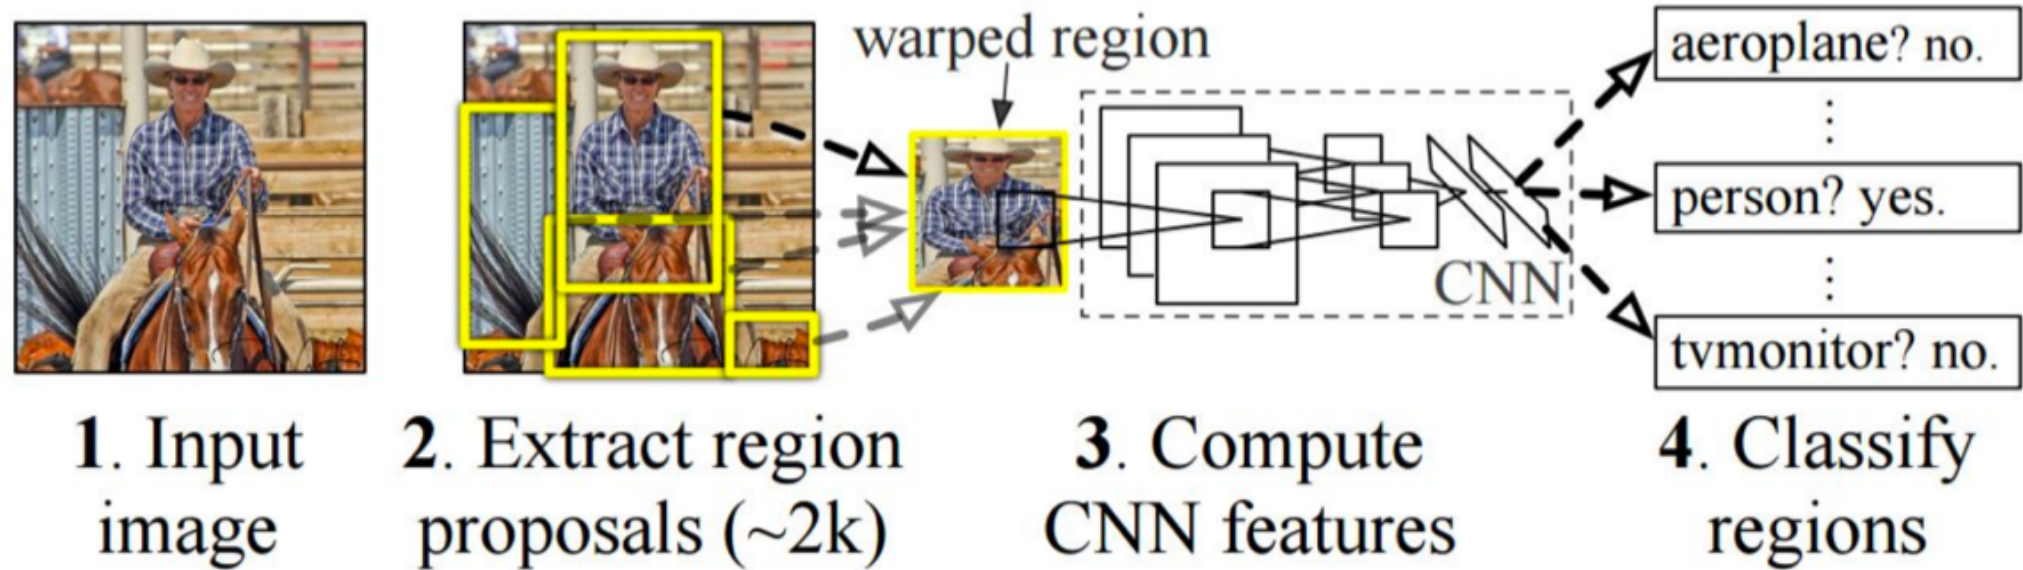 warped region
aeroplane? no.
person? yes.
CNN
tvmonitor? no.
1. Input
image
2. Extract region
proposals (~2k)
3. Compute
CNN features
4. Classify
regions